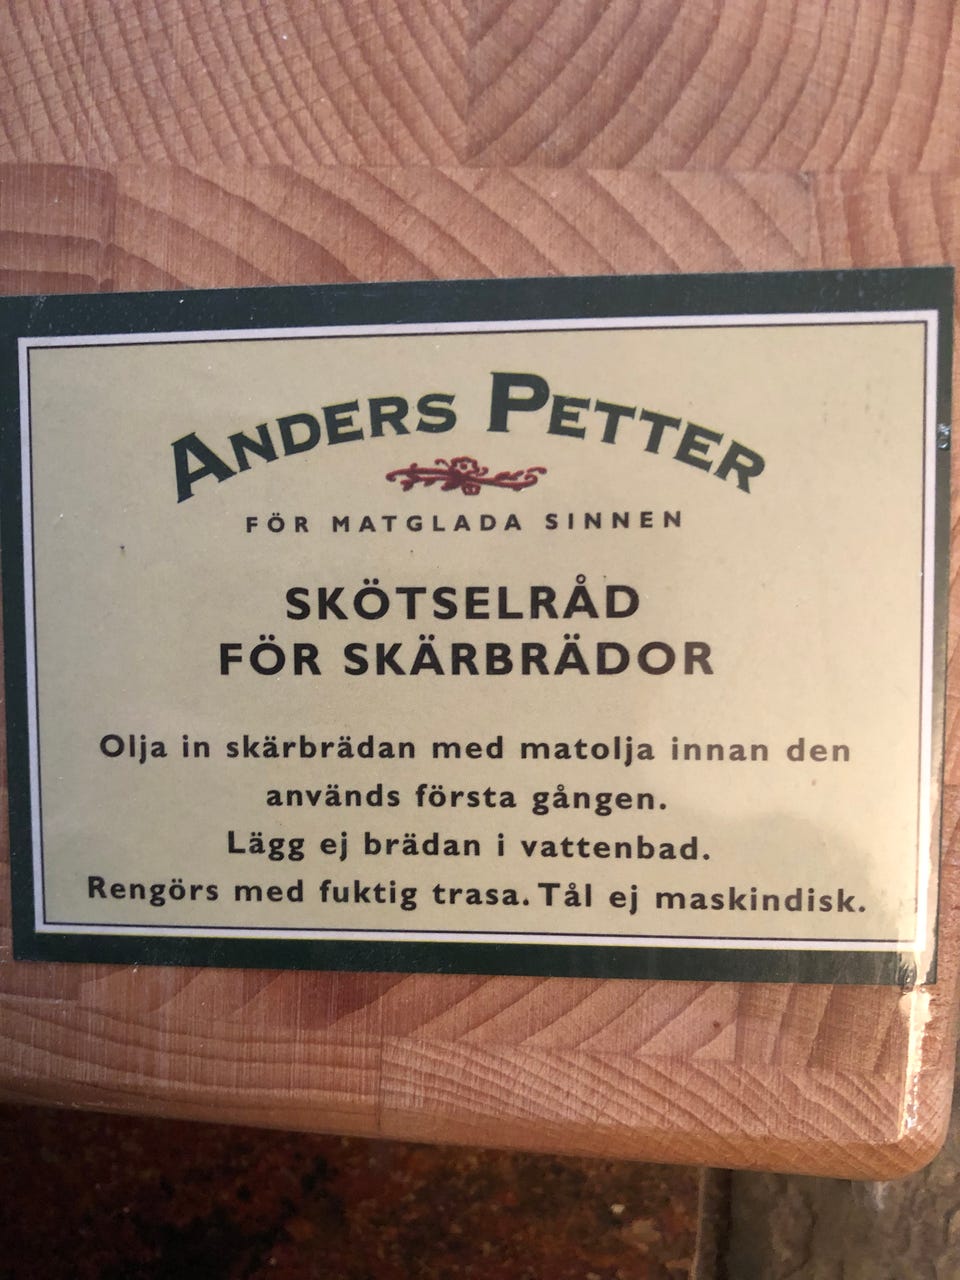 ANDERS PETTER
FÖR MATGLADA SINNEN
SKÖTSELRÅD
FÖR SKÄRBRÄDOR
Olja in skärbrädan med matolja innan den
används första gången.
Lägg ej brädan i vattenbad.
Rengörs med fuktig trasa. Tål ej maskindisk.